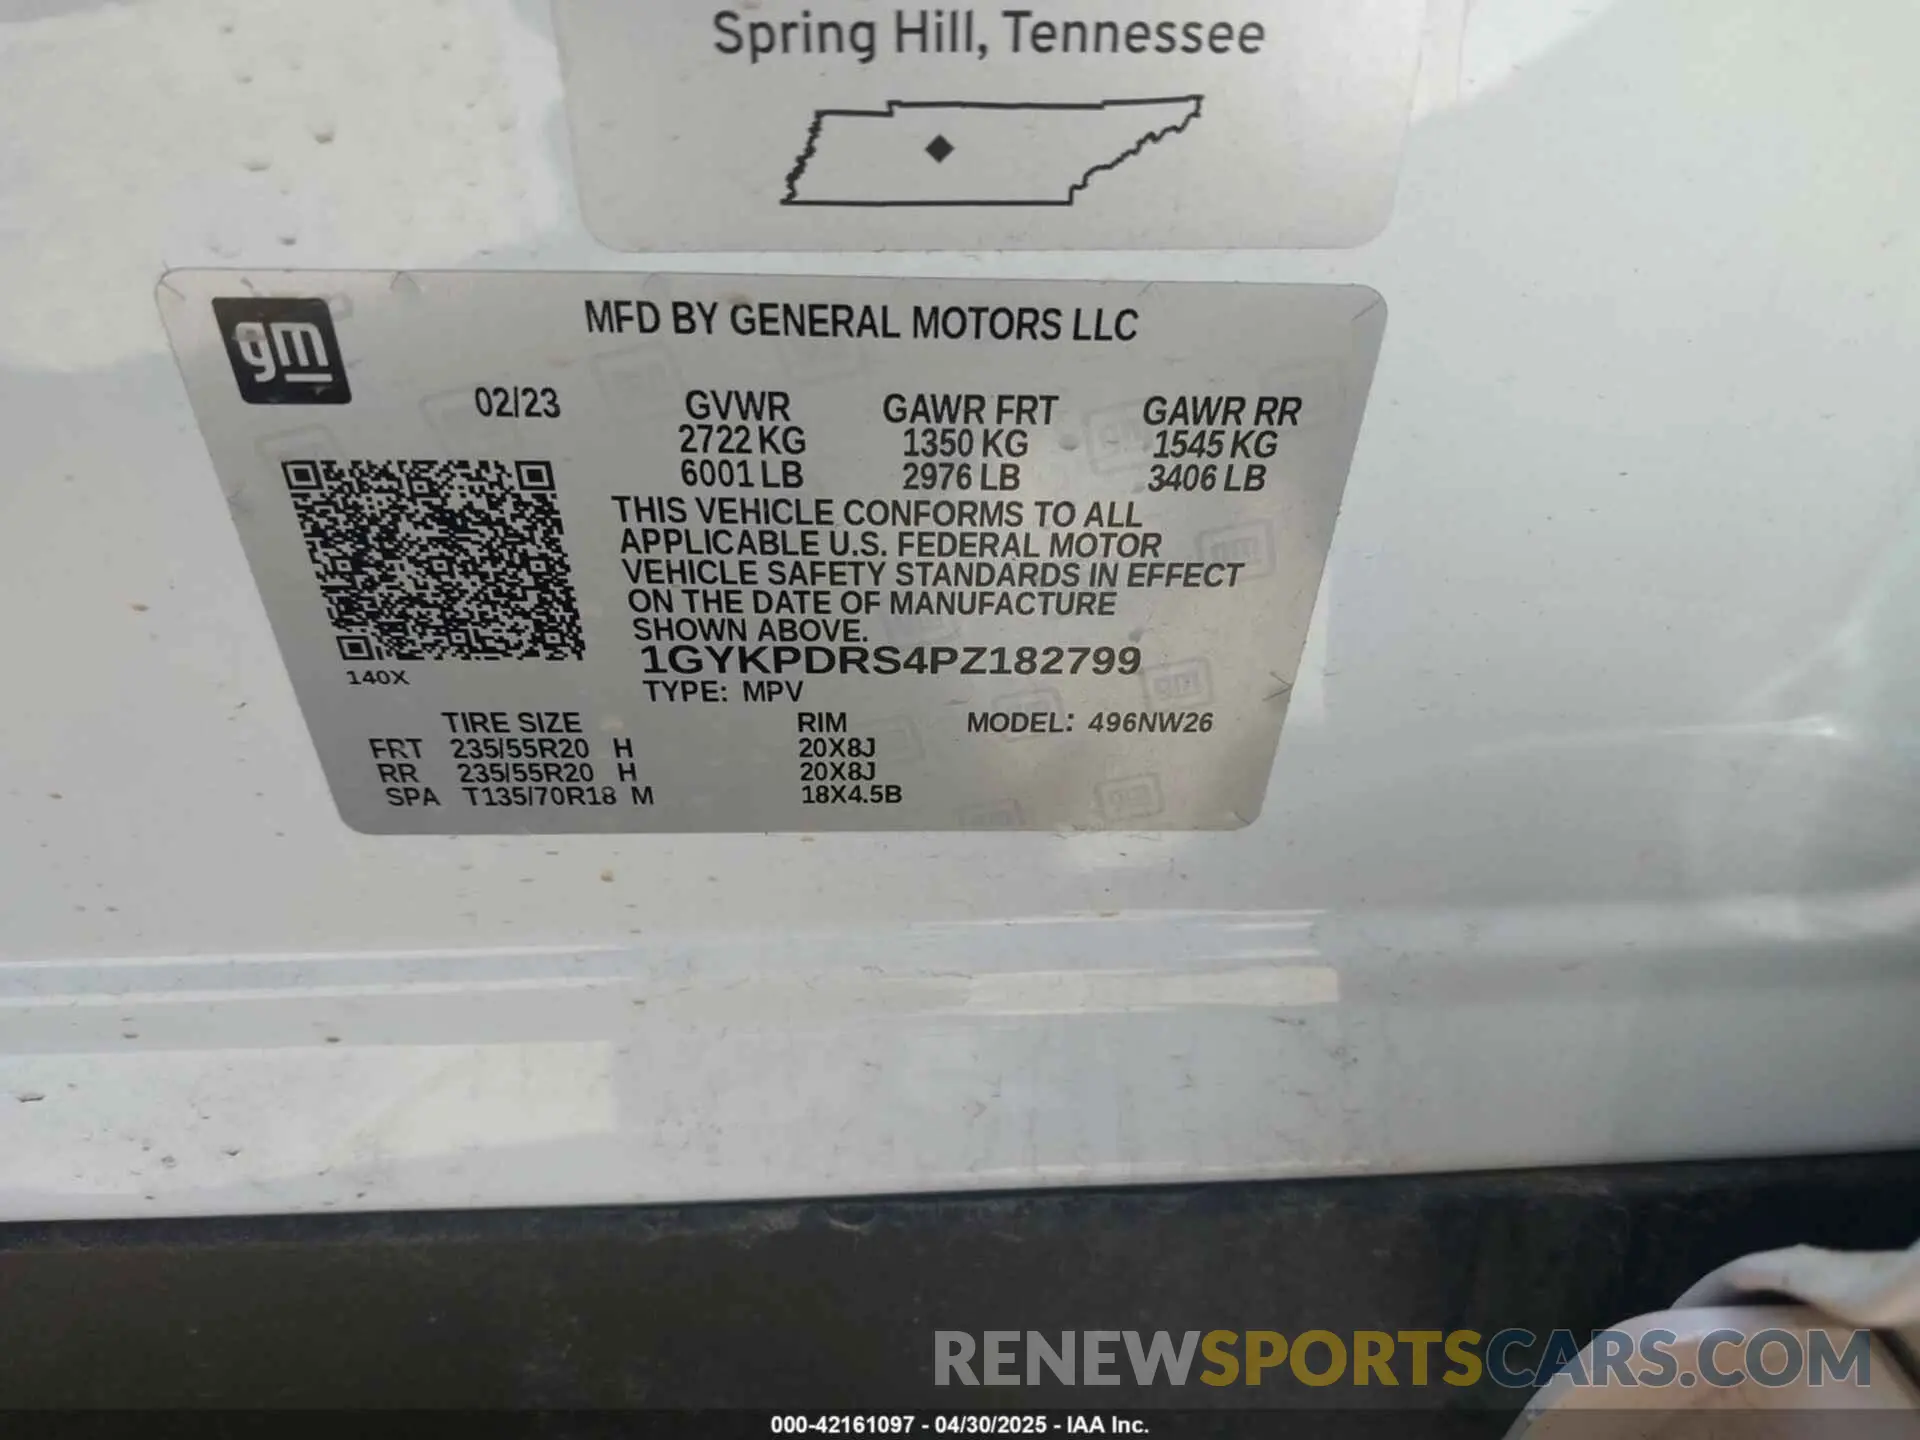 Spring Hill, Tennessee
gm
MFD BY GENERAL MOTORS LLC
02/23
GVWR GAWR FRT GAWR RR
2722 KG 1350 KG 1545 KG
6001 LB 2976 LB 3406 LB
THIS VEHICLE CONFORMS TO ALL
APPLICABLE U.S. FEDERAL MOTOR
VEHICLE SAFETY STANDARDS IN EFFECT
ON THE DATE OF MANUFACTURE
SHOWN ABOVE.
1GYKPDRS4PZ182799
140X
TYPE: MPV
TIRE SIZE RIM MODEL: 496NW26
FRT 235/55R20 H 20X8J
RR 235/55R20 H 20X8J
SPA T135/70R18 M 18X4.5B
RENEWSPORTSCARS.COM
000-42161097 - 04/30/2025 - IAA Inc.